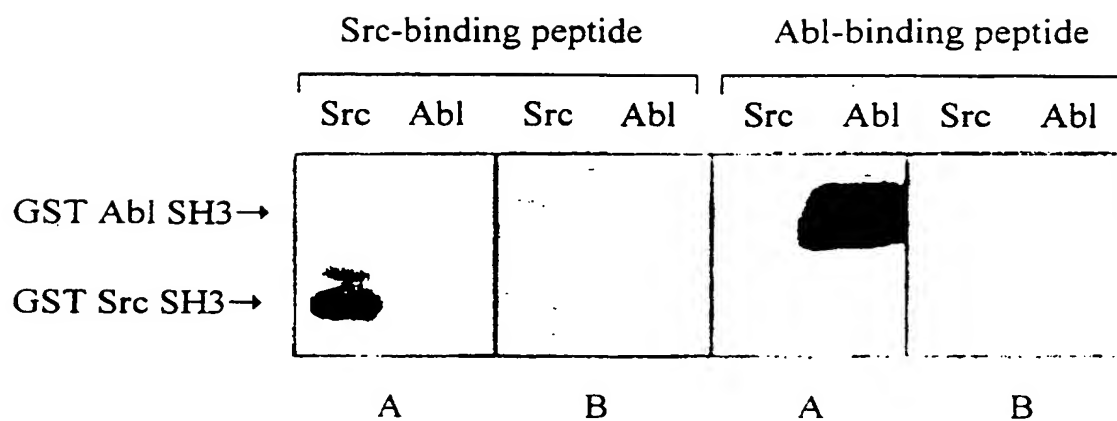 Src-binding peptide Abl-binding peptide
Src Abl Src Abl Src Abl Src Abl
GST Abl SH3→
GST Src SH3→
A B A B